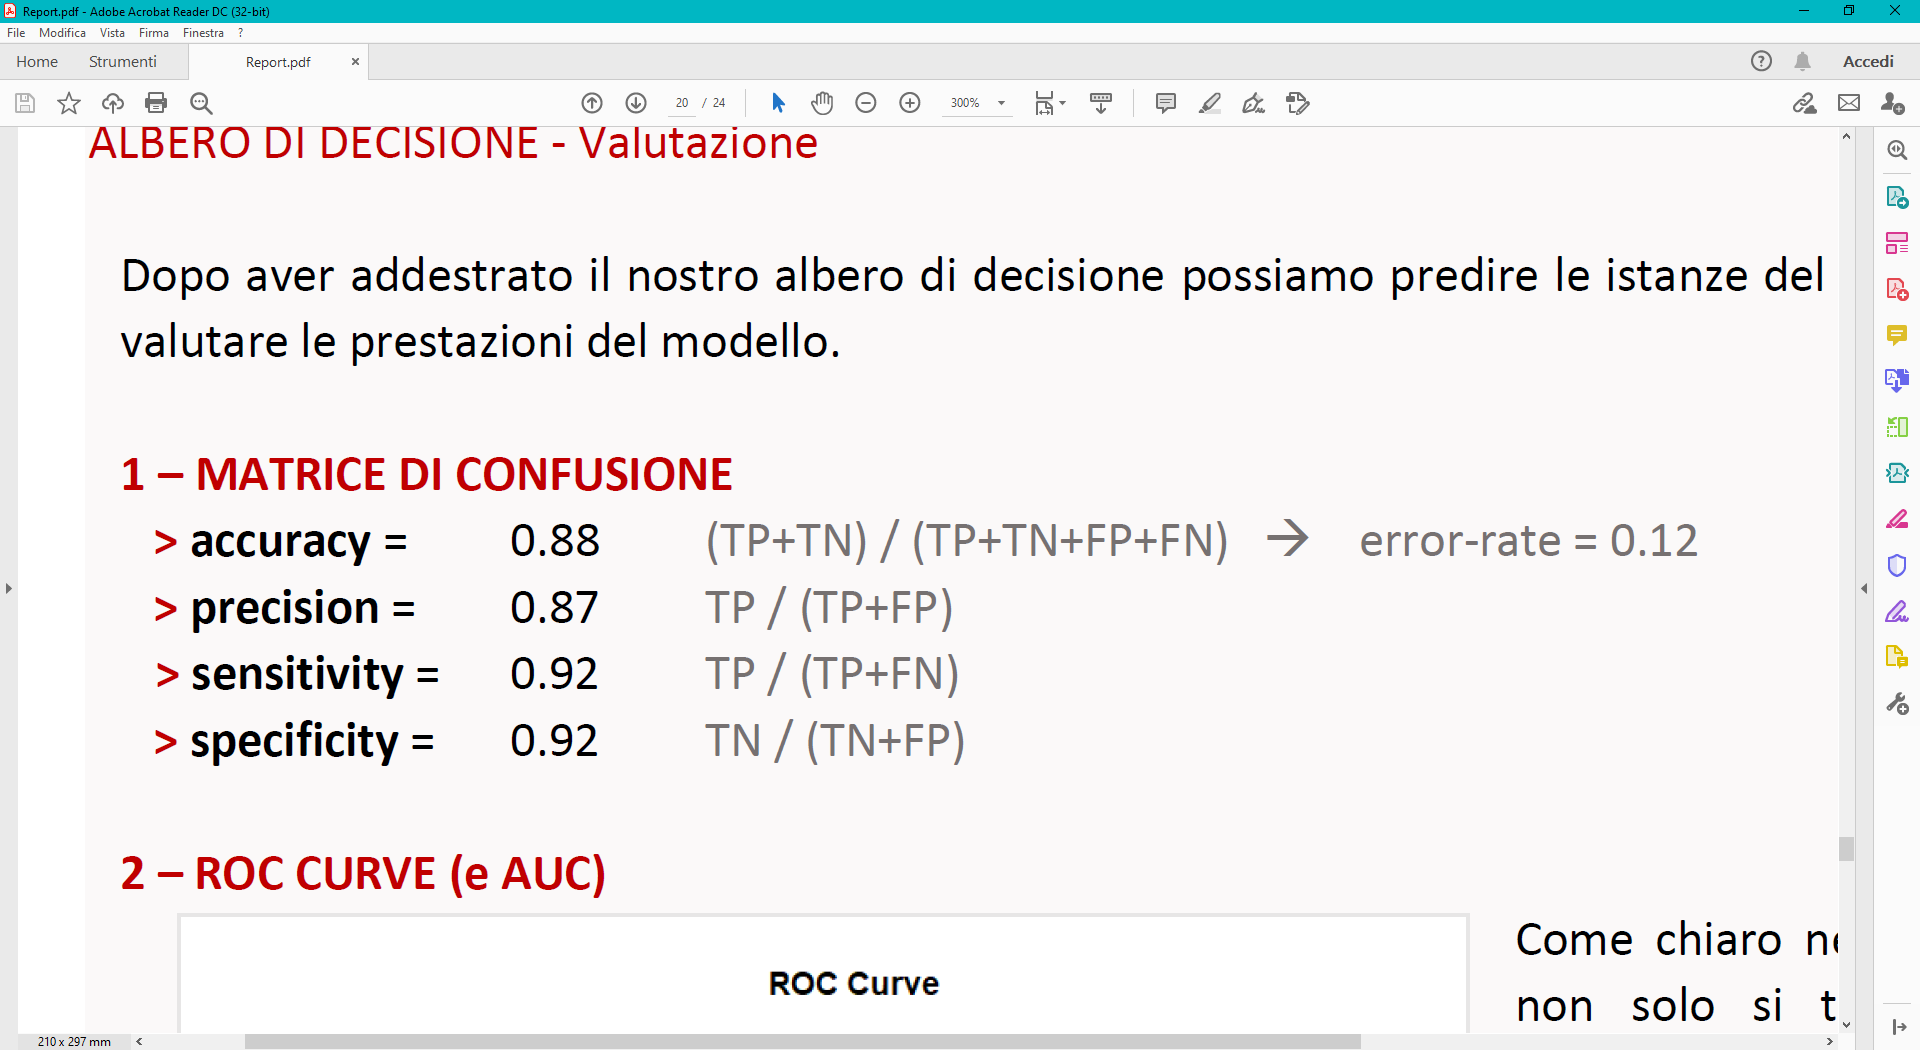 Report.pdf - Adobe Acrobat Reader DC (32-bit)
File Modifica Vista Firma Finestra ?
Home Strumenti Report.pdf × Accedi
20 / 24 300%
ALBERO DI DECISIONE - Valutazione
Dopo aver addestrato il nostro albero di decisione possiamo predire le istanze del
valutare le prestazioni del modello.
1 – MATRICE DI CONFUSIONE
> accuracy = 0.88 (TP+TN) / (TP+TN+FP+FN) → error-rate = 0.12
> precision = 0.87 TP / (TP+FP)
> sensitivity = 0.92 TP / (TP+FN)
> specificity = 0.92 TN / (TN+FP)
2 – ROC CURVE (e AUC)
ROC Curve
Come chiaro
non solo si
210 x 297 mm